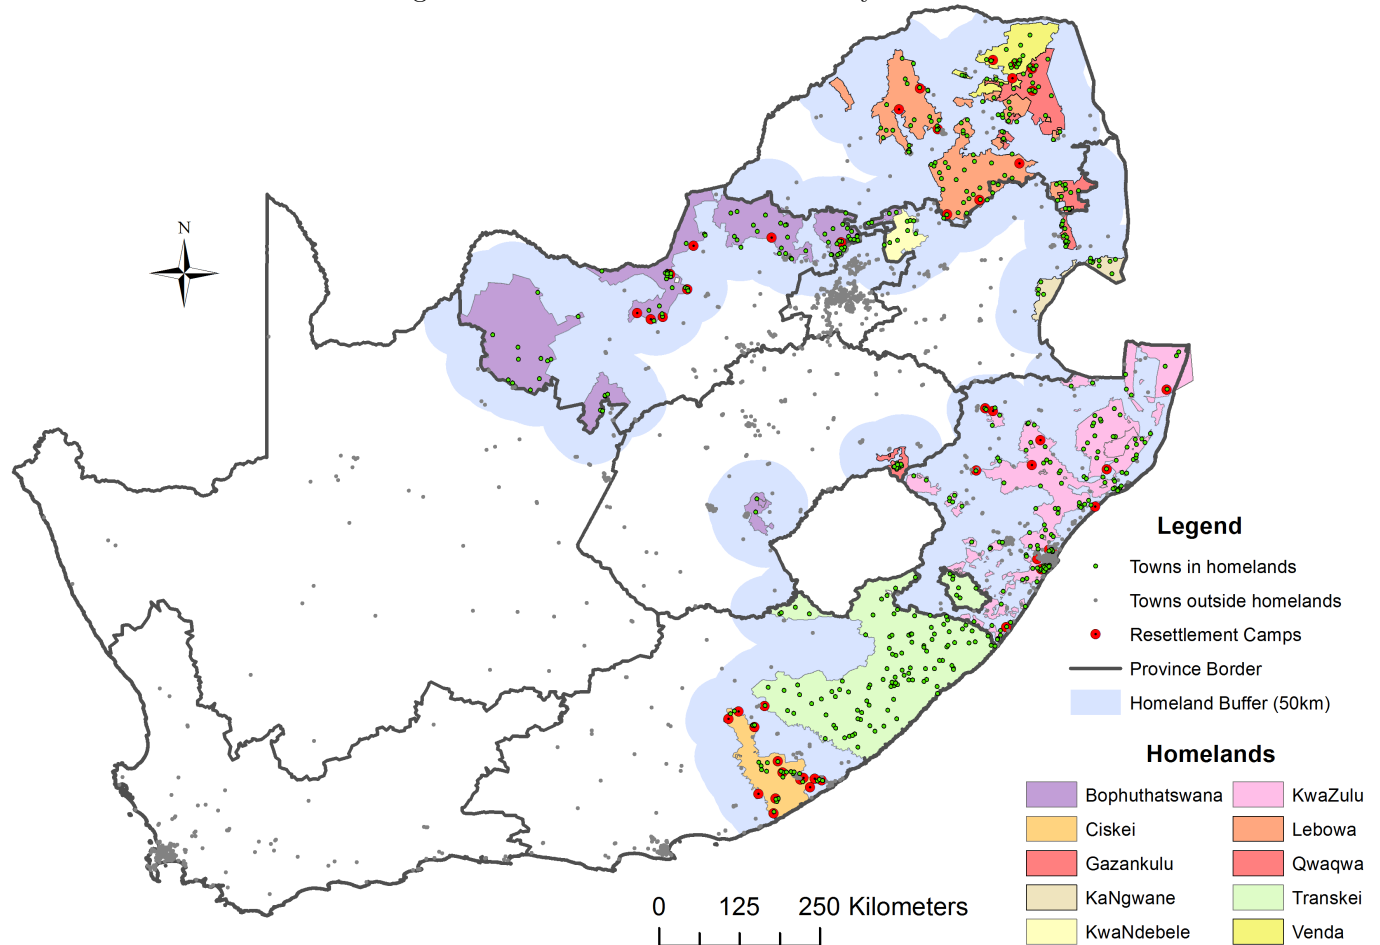 N
Legend
Towns in homelands
Towns outside homelands
Resettlement Camps
Province Border
Homeland Buffer (50km)
Homelands
Bophuthatswana KwaZulu
Ciskei Lebowa
Gazankulu Qwaqwa
KaNgwane Transkei
KwaNdebele Venda
0 125 250 Kilometers